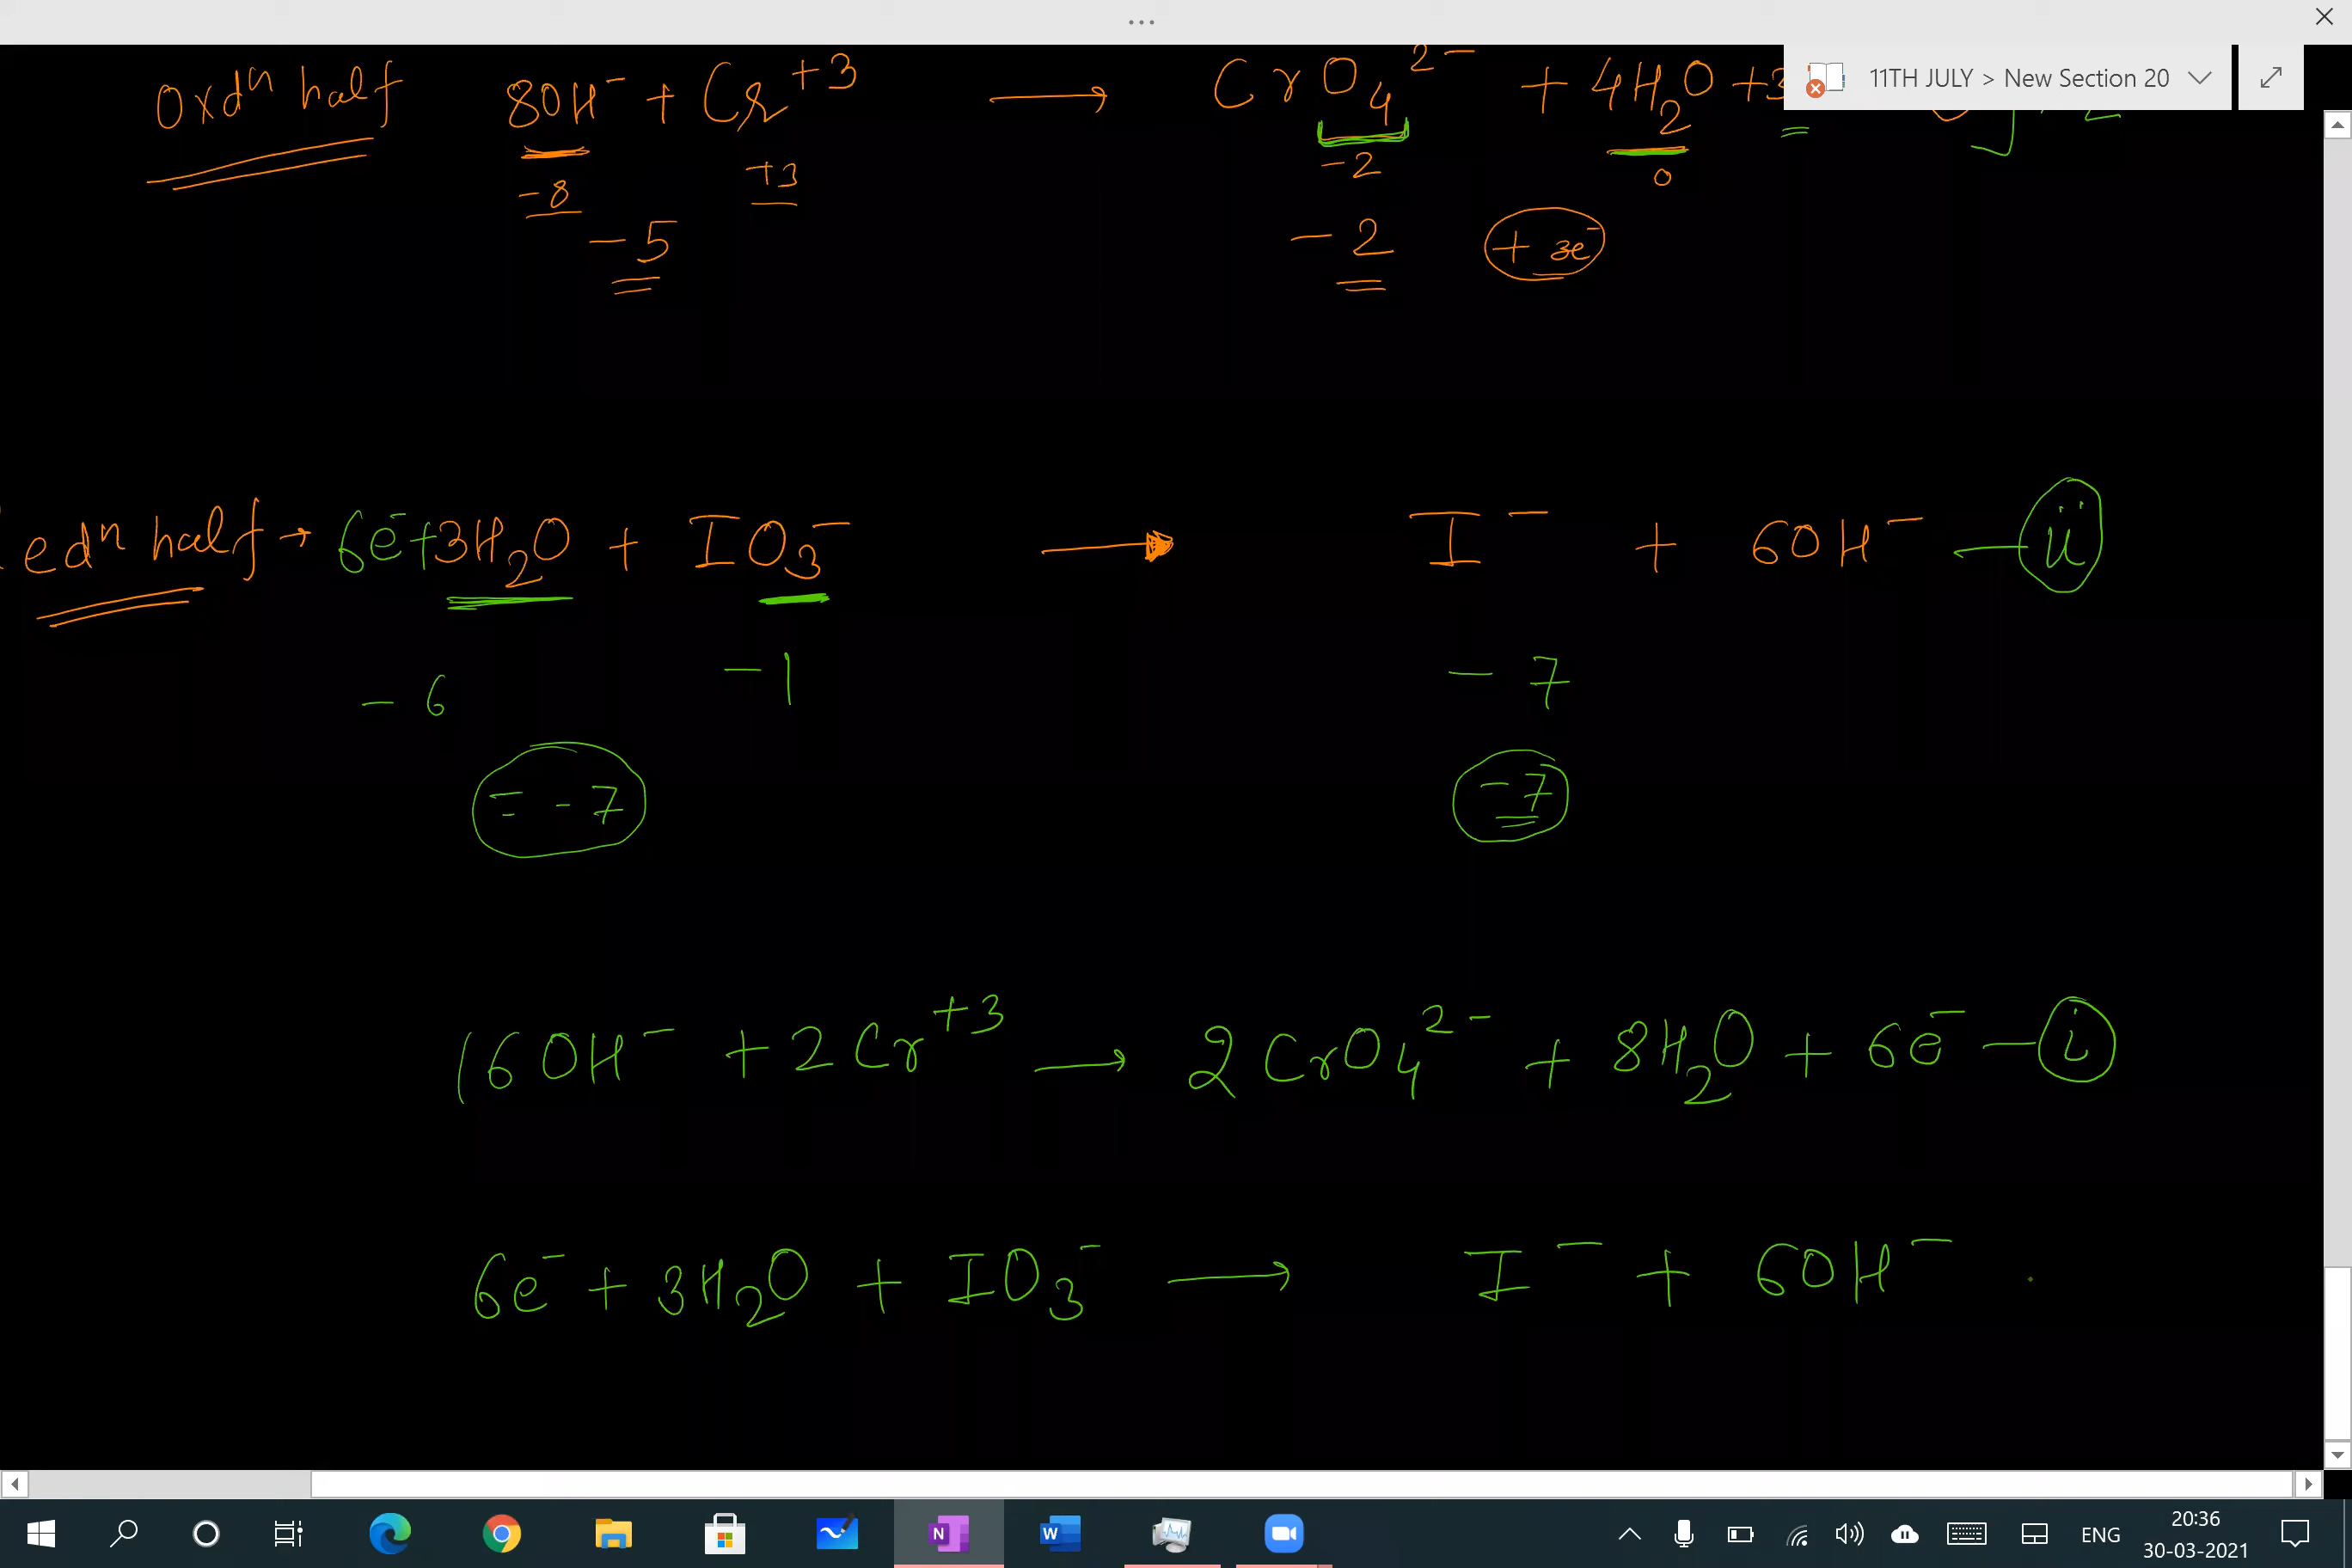 ...
11TH JULY > New Section 20
Oxdⁿ half 8OH⁻ + Cr⁺³ ⟶ CrO₄²⁻ + 4H₂O + 3
-8 +3 -2 0
-5 -2 + 3e⁻
edⁿ half → 6e⁻ + 3H₂O + IO₃⁻ ⟶ I⁻ + 6OH⁻ — ii
-6 -1 -7
= -7 -7
16OH⁻ + 2Cr⁺³ ⟶ 2CrO₄²⁻ + 8H₂O + 6e⁻ — i
6e⁻ + 3H₂O + IO₃⁻ ⟶ I⁻ + 6OH⁻
ENG
20:36
30-03-2021